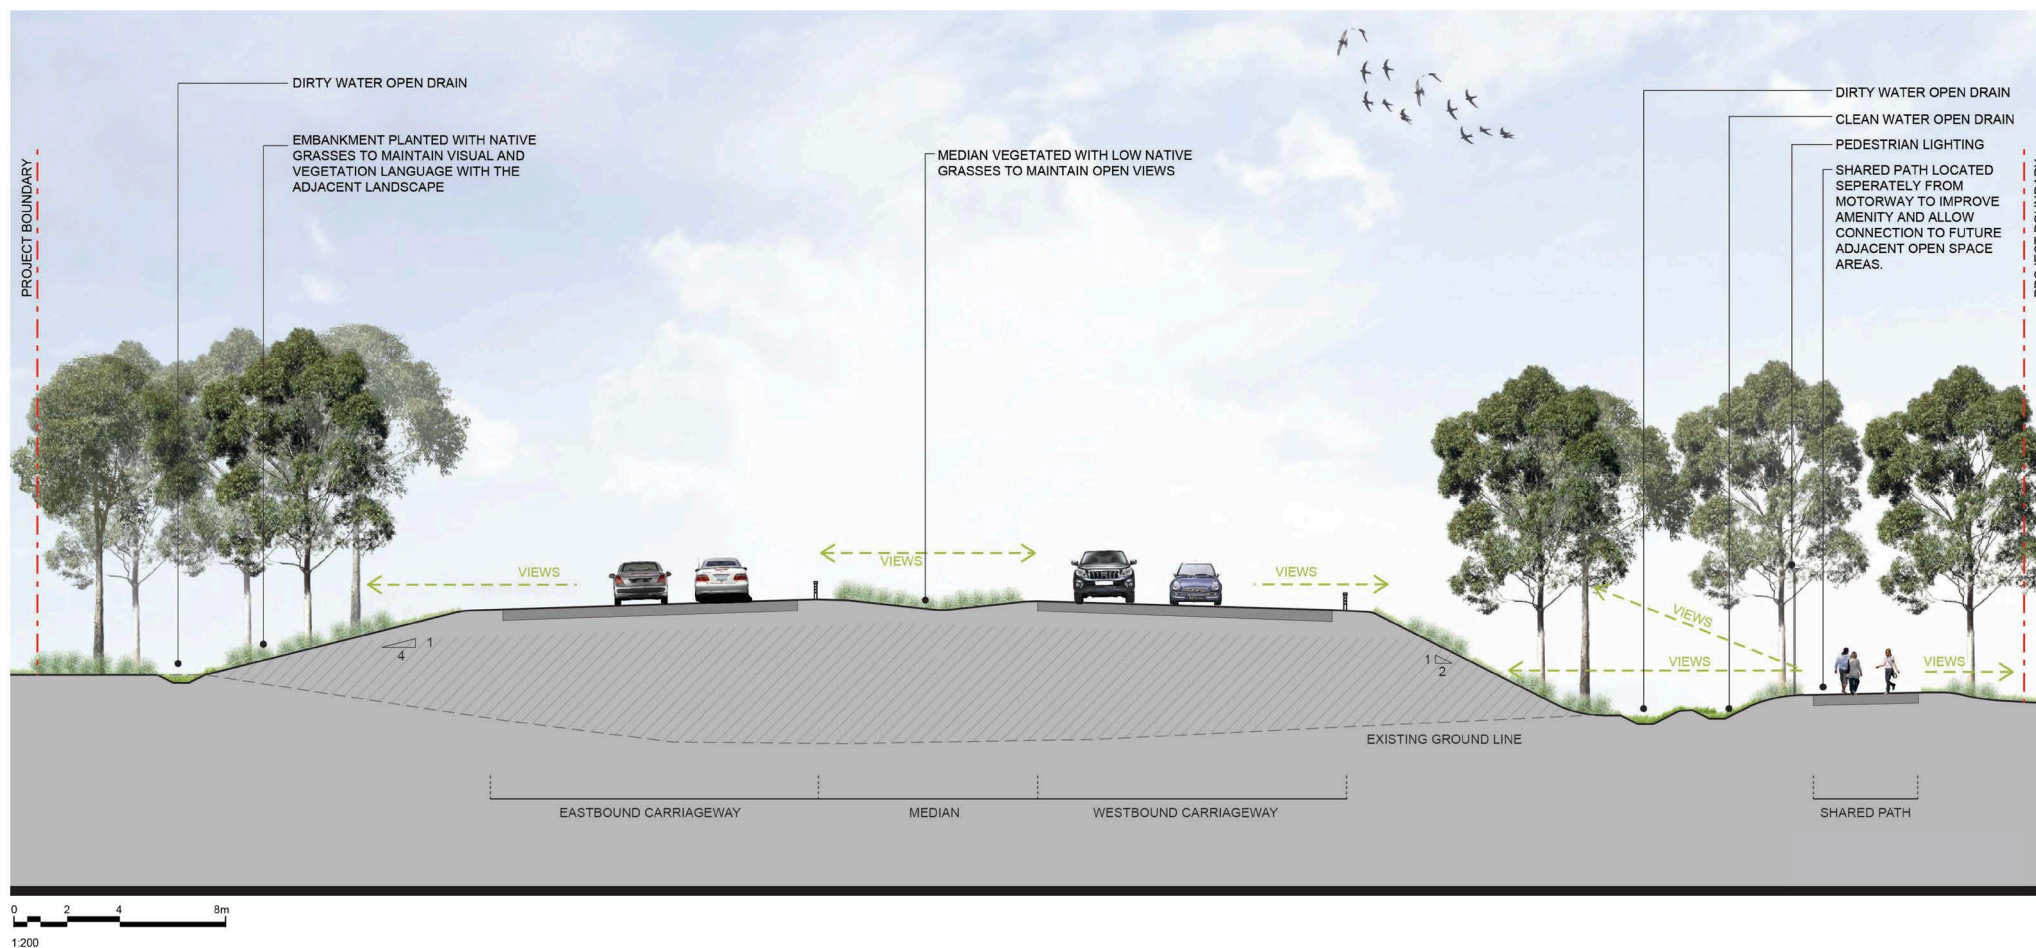 DIRTY WATER OPEN DRAIN
EMBANKMENT PLANTED WITH NATIVE
GRASSES TO MAINTAIN VISUAL AND
VEGETATION LANGUAGE WITH THE
ADJACENT LANDSCAPE
PROJECT BOUNDARY
MEDIAN VEGETATED WITH LOW NATIVE
GRASSES TO MAINTAIN OPEN VIEWS
DIRTY WATER OPEN DRAIN
CLEAN WATER OPEN DRAIN
PEDESTRIAN LIGHTING
SHARED PATH LOCATED
SEPERATELY FROM
MOTORWAY TO IMPROVE
AMENITY AND ALLOW
CONNECTION TO FUTURE
ADJACENT OPEN SPACE
AREAS.
PROJECT BOUNDARY
VIEWS
VIEWS
VIEWS
VIEWS
VIEWS
VIEWS
1
4
1
2
EXISTING GROUND LINE
EASTBOUND CARRIAGEWAY
MEDIAN
WESTBOUND CARRIAGEWAY
SHARED PATH
0 2 4 8m
1:200